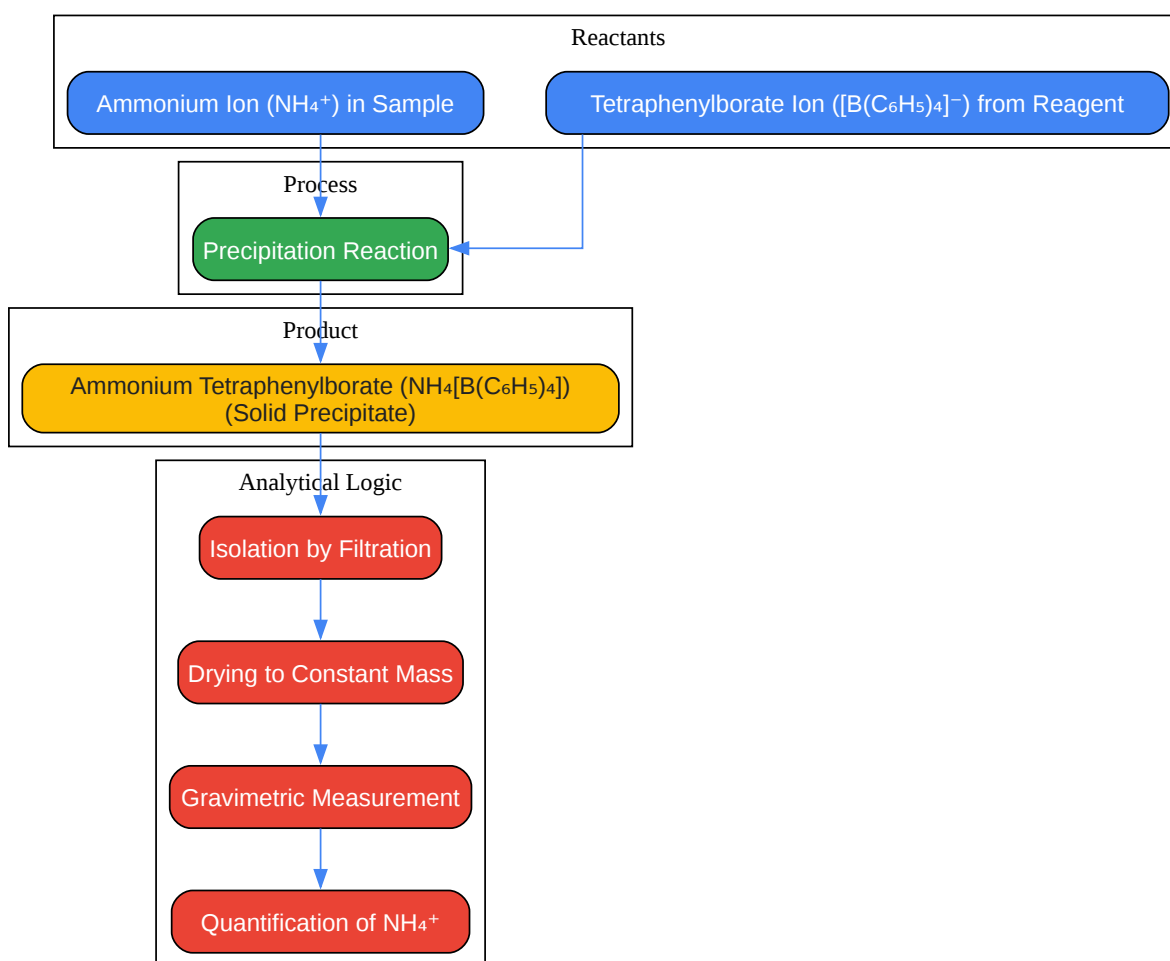 Reactants
Ammonium Ion (NH₄⁺) in Sample
Tetraphenylborate Ion ([B(C₆H₅)₄]⁻) from Reagent
Process
Precipitation Reaction
Product
Ammonium Tetraphenylborate (NH₄[B(C₆H₅)₄])
(Solid Precipitate)
Analytical Logic
Isolation by Filtration
Drying to Constant Mass
Gravimetric Measurement
Quantification of NH₄⁺